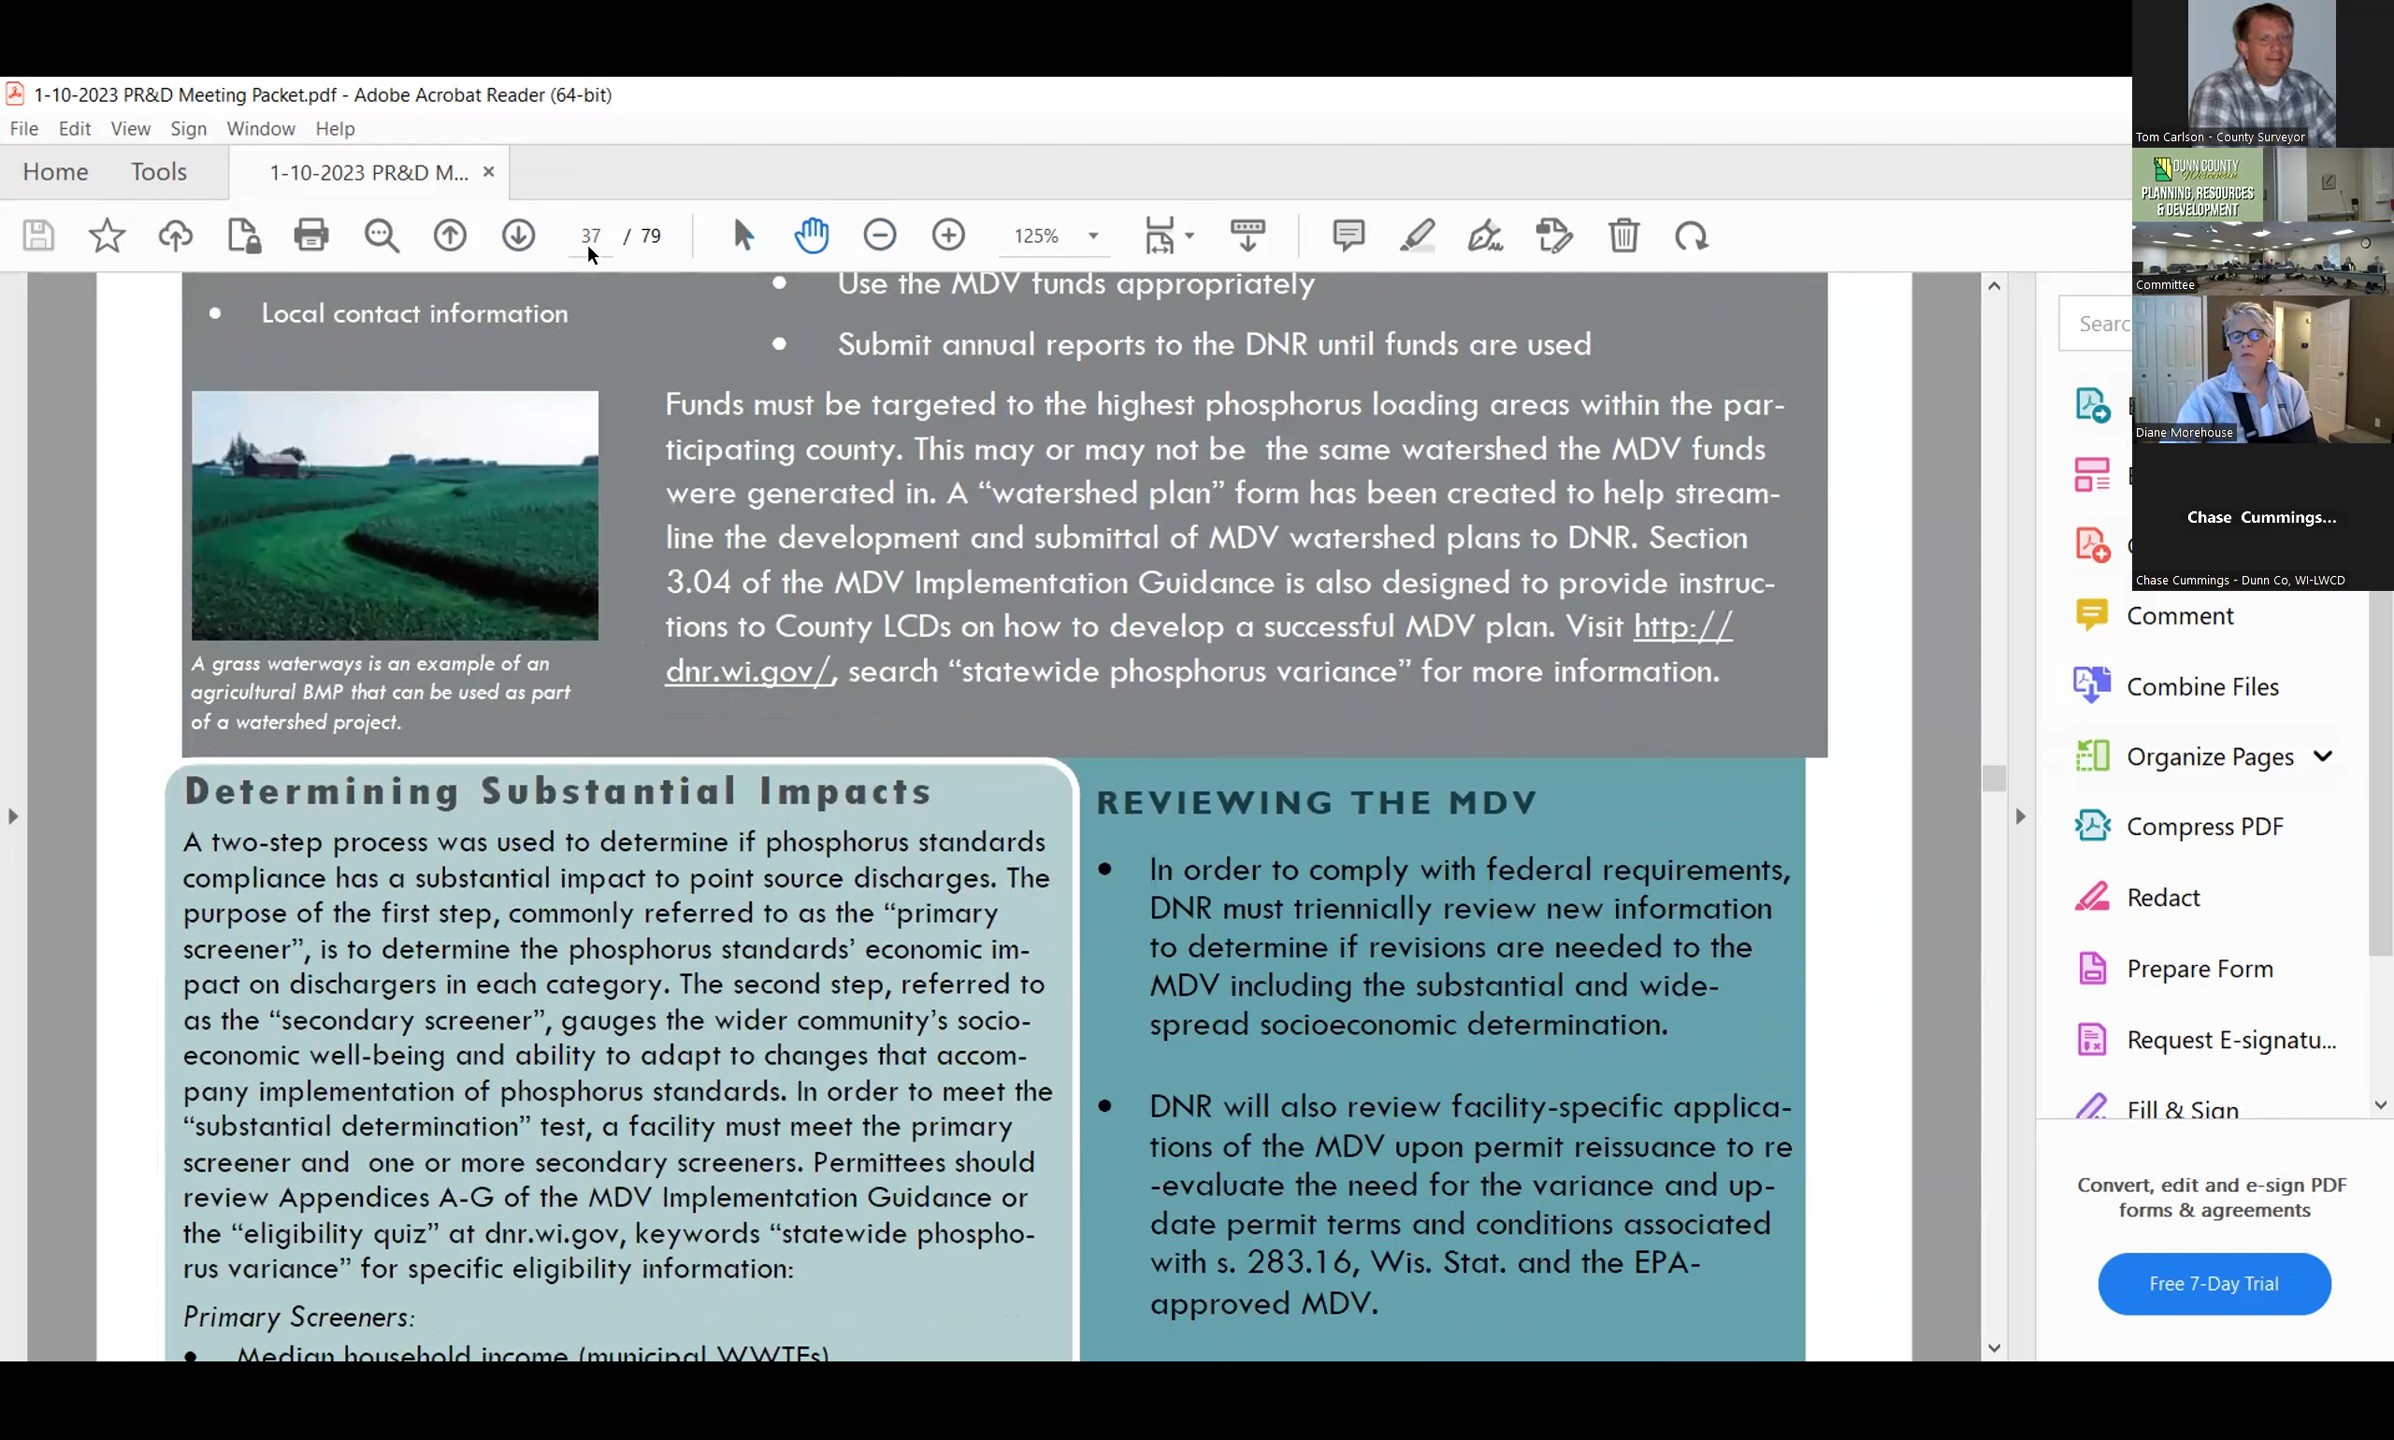 1-10-2023 PR&D Meeting Packet.pdf - Adobe Acrobat Reader (64-bit)
File Edit View Sign Window Help
Home Tools 1-10-2023 PR&D M...
37 / 79 125%
Local contact information
Use the MDV funds appropriately
Submit annual reports to the DNR until funds are used
Funds must be targeted to the highest phosphorus loading areas within the par-
ticipating county. This may or may not be the same watershed the MDV funds
were generated in. A “watershed plan” form has been created to help stream-
line the development and submittal of MDV watershed plans to DNR. Section
3.04 of the MDV Implementation Guidance is also designed to provide instruc-
tions to County LCDs on how to develop a successful MDV plan. Visit http://
dnr.wi.gov/, search “statewide phosphorus variance” for more information.
A grass waterways is an example of an
agricultural BMP that can be used as part
of a watershed project.
Determining Substantial Impacts
A two-step process was used to determine if phosphorus standards
compliance has a substantial impact to point source discharges. The
purpose of the first step, commonly referred to as the “primary
screener”, is to determine the phosphorus standards’ economic im-
pact on dischargers in each category. The second step, referred to
as the “secondary screener”, gauges the wider community’s socio-
economic well-being and ability to adapt to changes that accom-
pany implementation of phosphorus standards. In order to meet the
“substantial determination” test, a facility must meet the primary
screener and one or more secondary screeners. Permittees should
review Appendices A-G of the MDV Implementation Guidance or
the “eligibility quiz” at dnr.wi.gov, keywords “statewide phospho-
rus variance” for specific eligibility information:
Primary Screeners:
Median household income (municipal WWTFs)
REVIEWING THE MDV
In order to comply with federal requirements,
DNR must triennially review new information
to determine if revisions are needed to the
MDV including the substantial and wide-
spread socioeconomic determination.
DNR will also review facility-specific applica-
tions of the MDV upon permit reissuance to re
-evaluate the need for the variance and up-
date permit terms and conditions associated
with s. 283.16, Wis. Stat. and the EPA-
approved MDV.
Tom Carlson - County Surveyor
DUNN COUNTY
Wisconsin
PLANNING, RESOURCES
& DEVELOPMENT
Committee
Diane Morehouse
Chase Cummings...
Chase Cummings - Dunn Co, WI-LWCD
Searc
Comment
Combine Files
Organize Pages
Compress PDF
Redact
Prepare Form
Request E-signatu...
Fill & Sign
Convert, edit and e-sign PDF
forms & agreements
Free 7-Day Trial